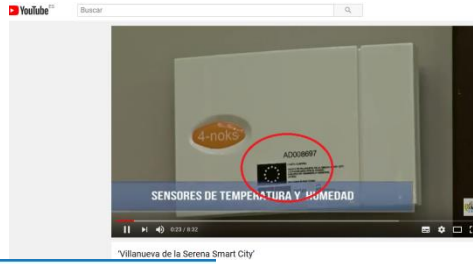 YouTube ES
Buscar
4-noks
AD008697
SENSORES DE TEMPERATURA Y HUMEDAD
0:23 / 8:32
'Villanueva de la Serena Smart City'